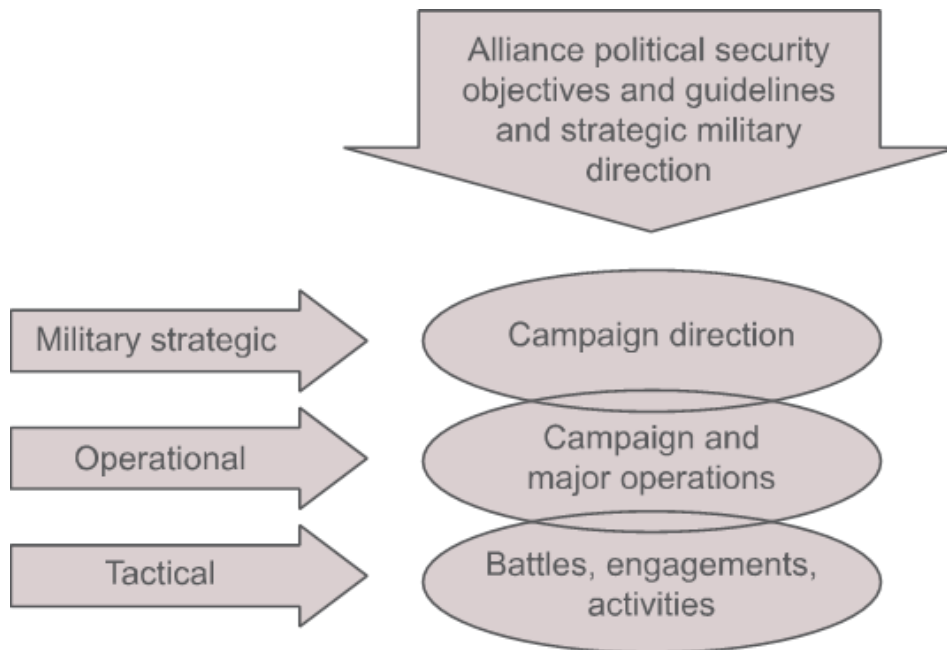 Alliance political security
objectives and guidelines
and strategic military
direction
Military strategic
Campaign direction
Operational
Campaign and
major operations
Tactical
Battles, engagements,
activities